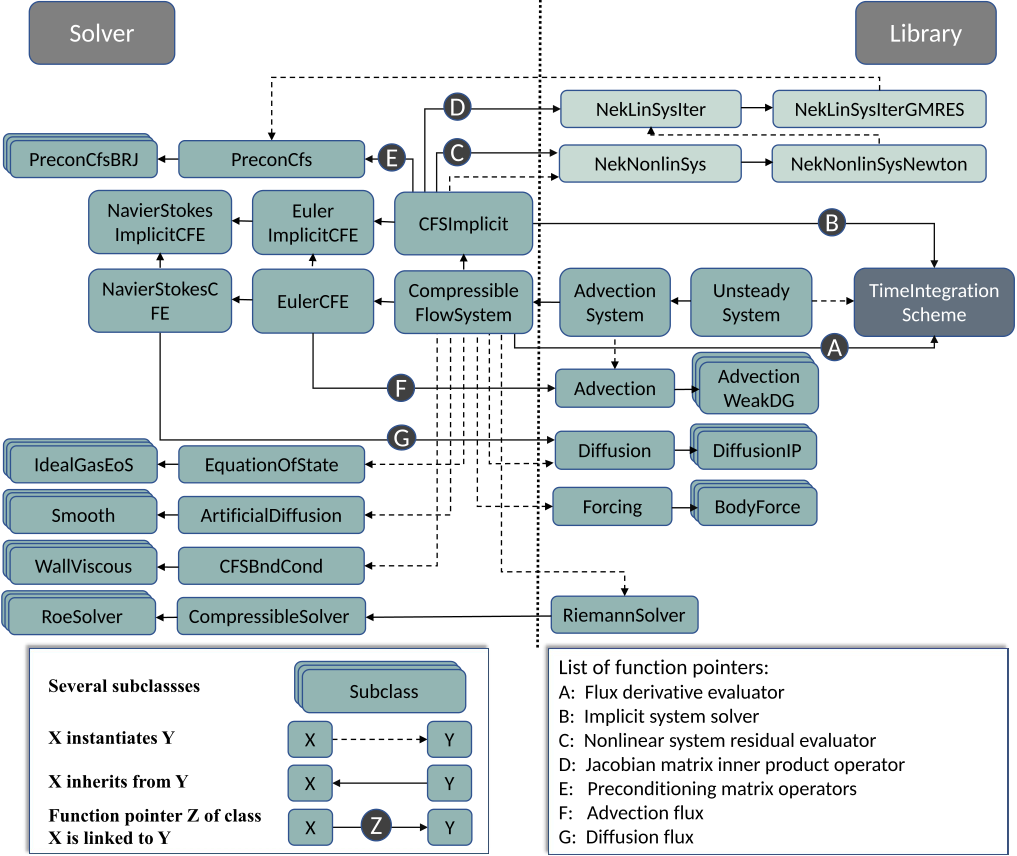 Solver
Library
D
NekLinSysIter
NekLinSysIterGMRES
PreconCfsBRJ
PreconCfs
E
C
NekNonlinSys
NekNonlinSysNewton
NavierStokes
ImplicitCFE
Euler
ImplicitCFE
CFSImplicit
B
NavierStokesC
FE
EulerCFE
Compressible
FlowSystem
Advection
System
Unsteady
System
TimeIntegration
Scheme
A
F
Advection
Advection
WeakDG
G
Diffusion
DiffusionIP
IdealGasEoS
EquationOfState
Smooth
ArtificialDiffusion
Forcing
BodyForce
WallViscous
CFSBndCond
RoeSolver
CompressibleSolver
RiemannSolver
Several subclassses
Subclass
X instantiates Y
X
Y
X inherits from Y
X
Y
Function pointer Z of class
X is linked to Y
X
Z
Y
List of function pointers:
A: Flux derivative evaluator
B: Implicit system solver
C: Nonlinear system residual evaluator
D: Jacobian matrix inner product operator
E: Preconditioning matrix operators
F: Advection flux
G: Diffusion flux